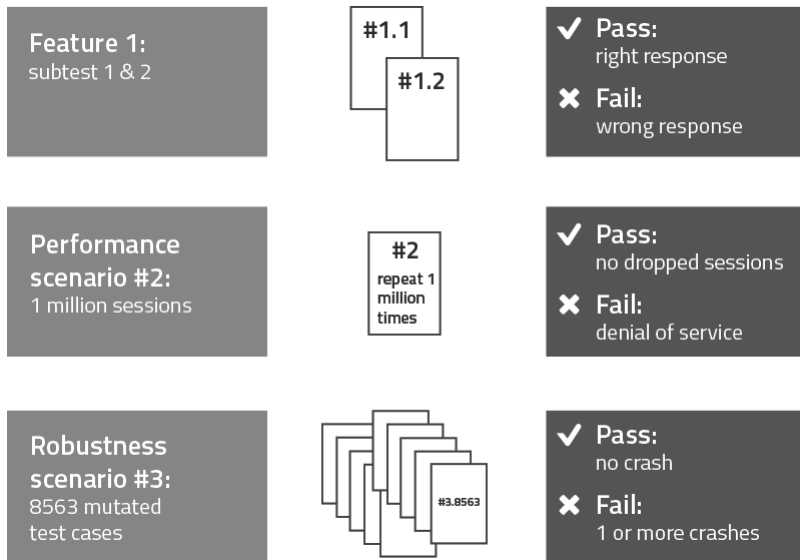 Feature 1:
subtest 1 & 2
#1.1
#1.2
Pass:
right response
Fail:
wrong response
Performance
scenario #2:
1 million sessions
#2
repeat 1
million
times
Pass:
no dropped sessions
Fail:
denial of service
Robustness
scenario #3:
8563 mutated
test cases
#3.8563
Pass:
no crash
Fail:
1 or more crashes